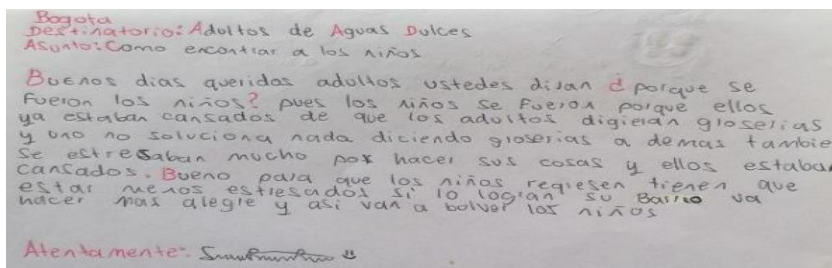 Bogota
Destinatorio: Adultos de Aguas Dulces
Asunto: Como encontrar a los niños
Buenos dias queridos adultos ustedes diran ¿porque se
fueron los niños? pues los niños se fueron porque ellos
ya estaban cansados de que los adultos digieran groserias
y uno no soluciona nada diciendo groserias a demas tambie
se estresaban mucho por hacer sus cosas y ellos estaban
cansados. Bueno para que los niños regresen tienen que
estar menos estresados si lo logran su Barrio va
hacer mas alegre y asi van a bolver los niños
Atentamente: